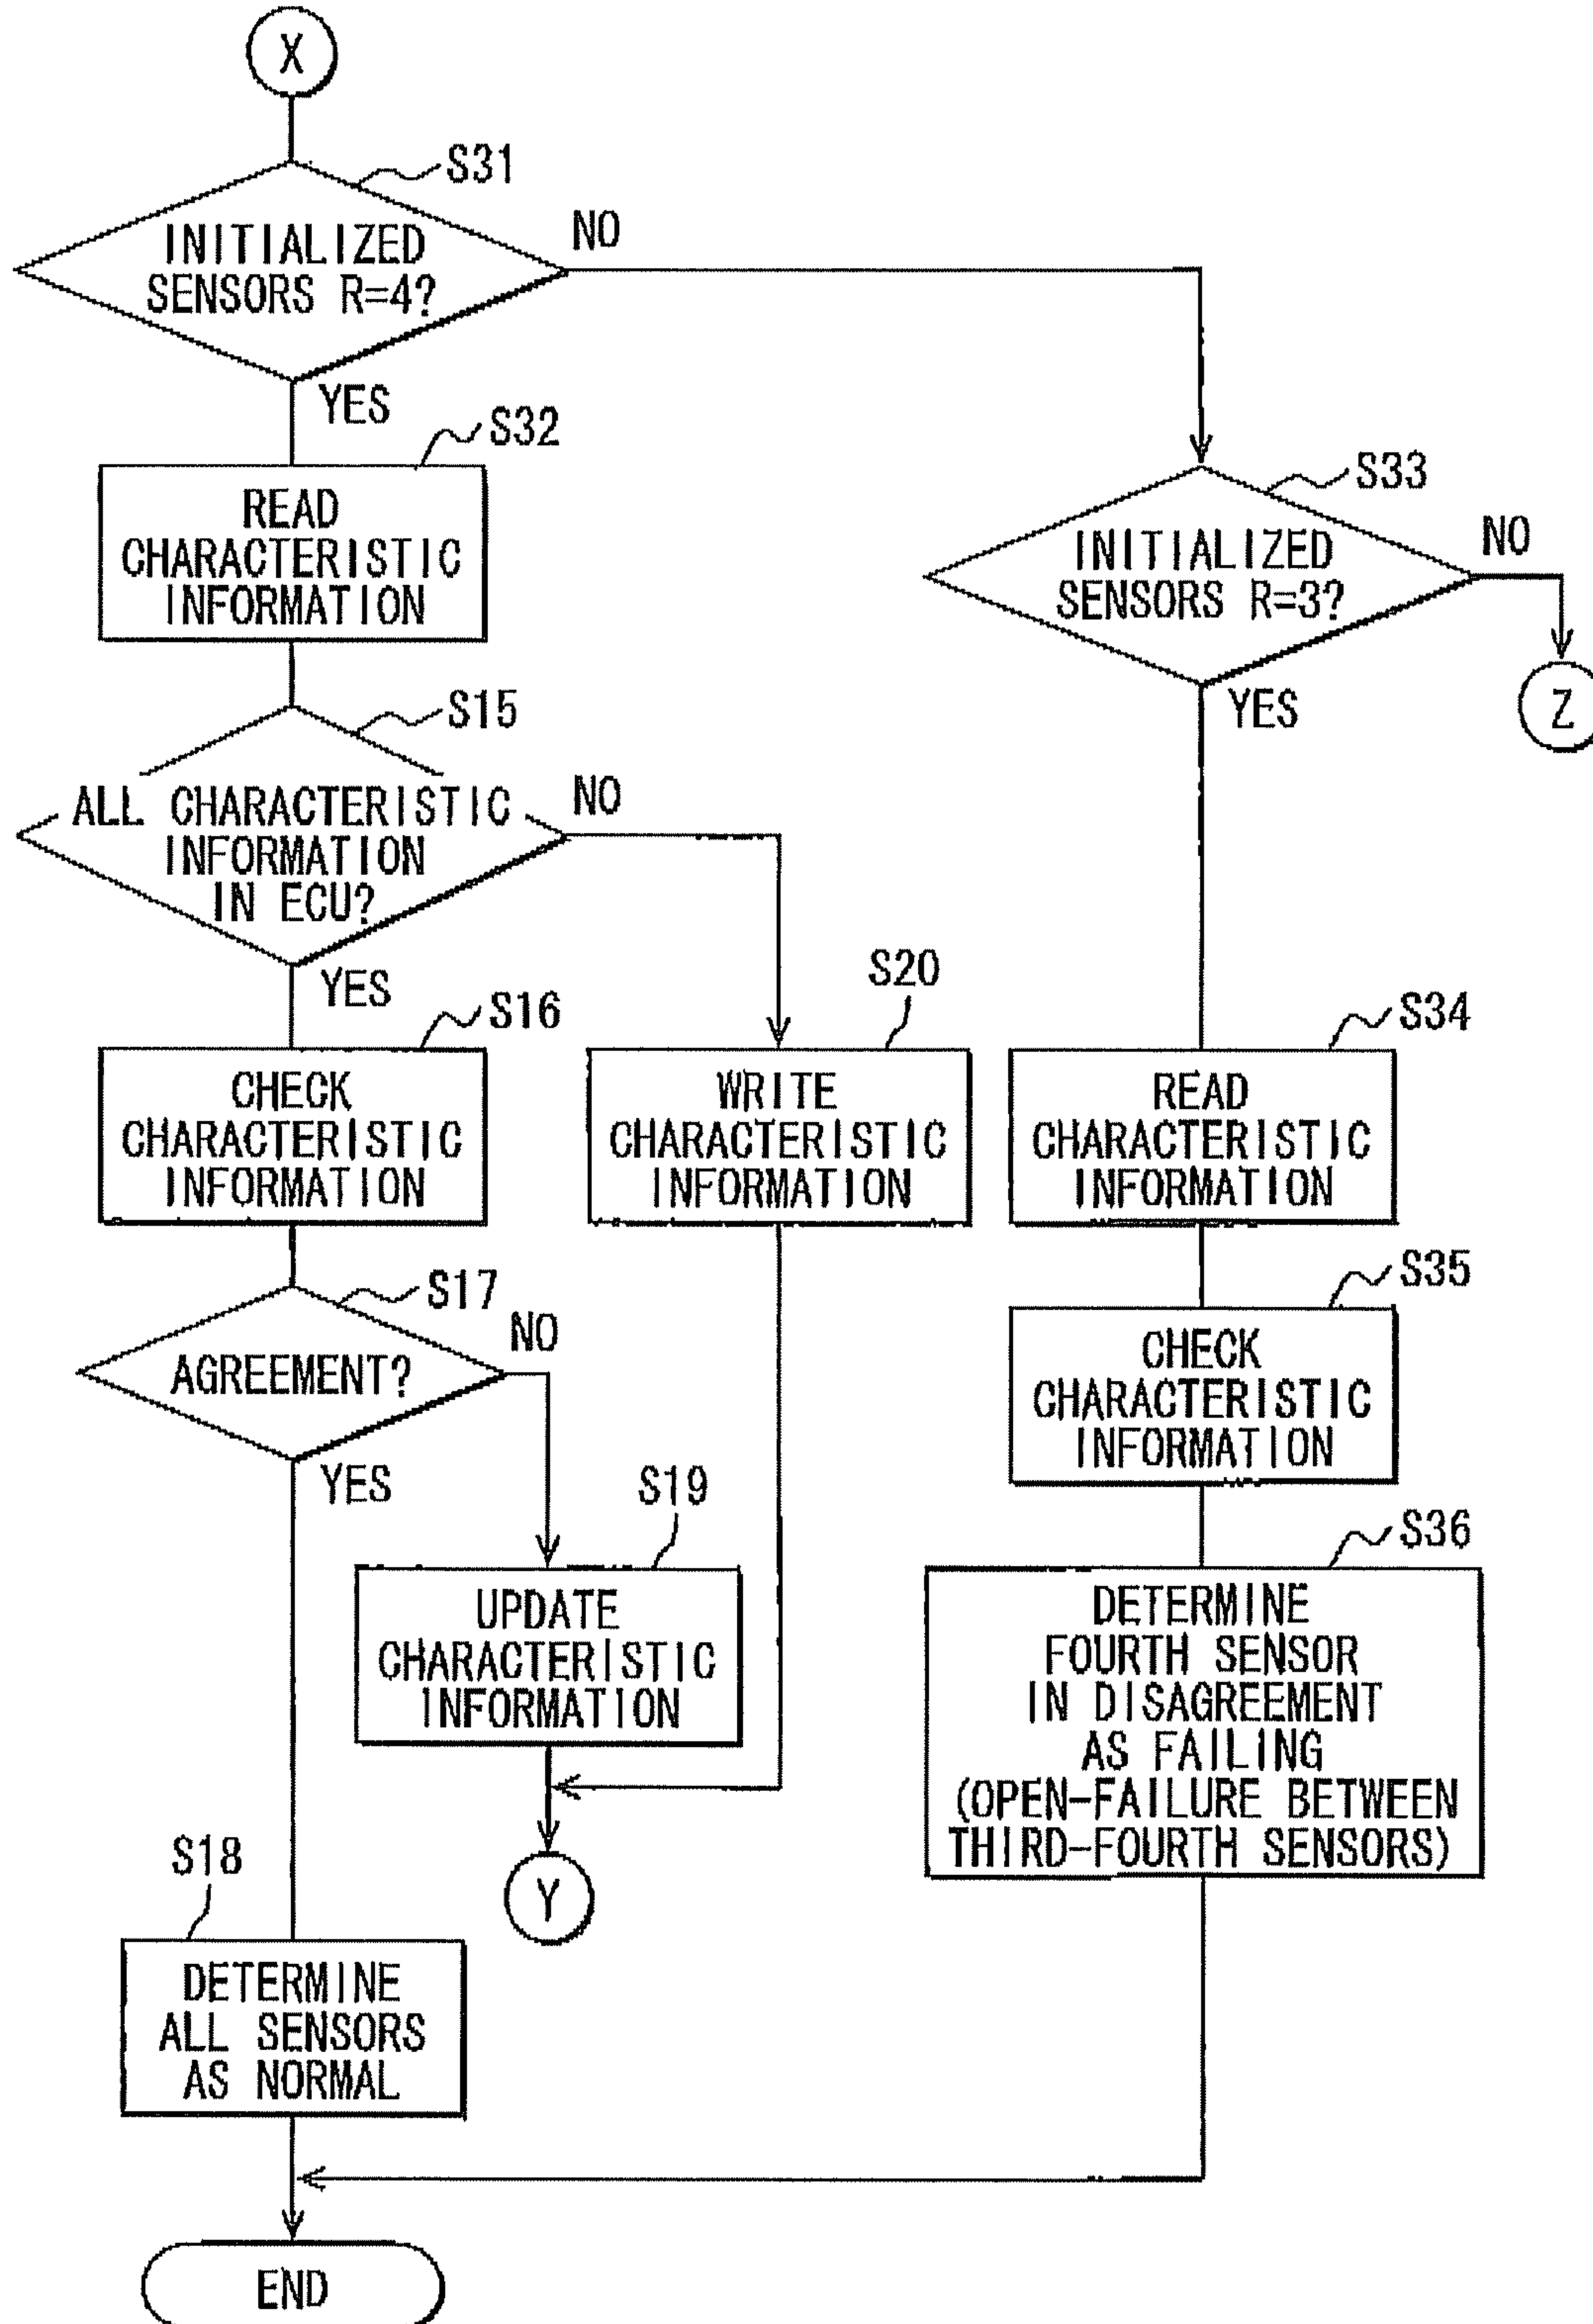 X
S31
INITIALIZED
SENSORS R=4?
NO
YES
S32
READ
CHARACTERISTIC
INFORMATION
S33
INITIALIZED
SENSORS R=3?
NO
Z
YES
S15
ALL CHARACTERISTIC
INFORMATION
IN ECU?
NO
YES
S16
CHECK
CHARACTERISTIC
INFORMATION
S20
WRITE
CHARACTERISTIC
INFORMATION
S34
READ
CHARACTERISTIC
INFORMATION
S17
AGREEMENT?
NO
YES
S35
CHECK
CHARACTERISTIC
INFORMATION
S19
UPDATE
CHARACTERISTIC
INFORMATION
Y
S36
DETERMINE
FOURTH SENSOR
IN DISAGREEMENT
AS FAILING
(OPEN-FAILURE BETWEEN
THIRD-FOURTH SENSORS)
S18
DETERMINE
ALL SENSORS
AS NORMAL
END